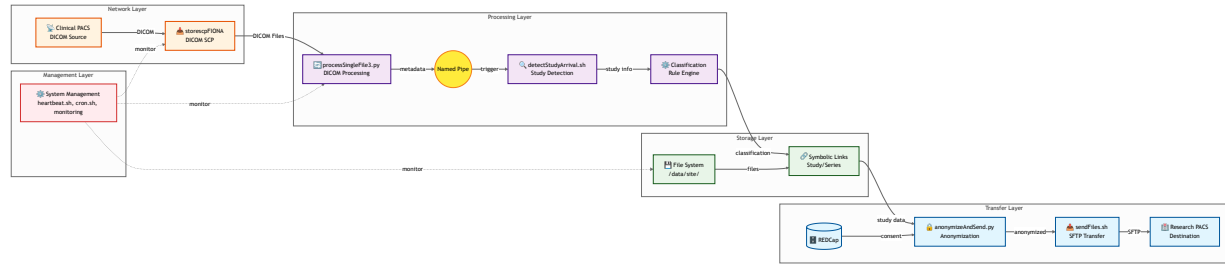 Network Layer
Clinical PACS
DICOM Source
DICOM
storescpFIONA
DICOM SCP
DICOM Files
monitor
Management Layer
System Management
heartbeat.sh, cron.sh,
monitoring
monitor
monitor
Processing Layer
processSingleFile3.py
DICOM Processing
metadata
Named Pipe
trigger
detectStudyArrival.sh
Study Detection
study info
Classification
Rule Engine
Storage Layer
classification
File System
/data/site/
files
Symbolic Links
Study/Series
Transfer Layer
study data
REDCap
consent
anonymizeAndSend.py
Anonymization
anonymized
sendFiles.sh
SFTP Transfer
SFTP
Research PACS
Destination